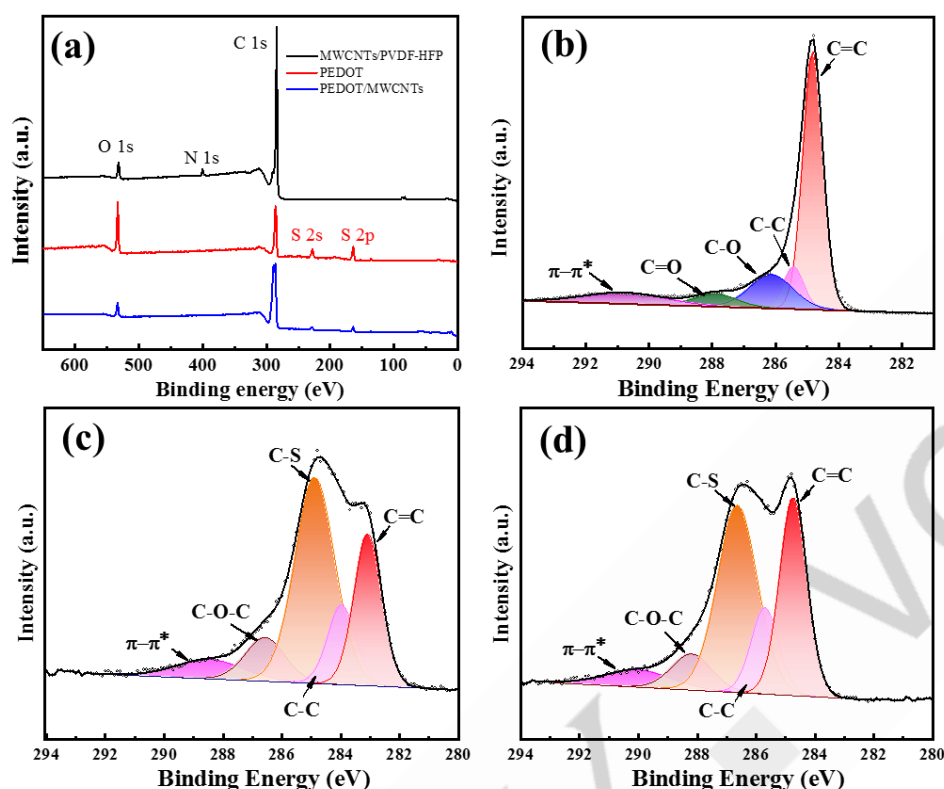 (a)
C 1s
MWCNTs/PVDF-HFP
PEDOT
PEDOT/MWCNTs
O 1s
N 1s
S 2s
S 2p
Intensity (a.u.)
600 500 400 300 200 100 0
Binding energy (eV)
(b)
C=C
C-C
C-O
C=O
π–π*
Intensity (a.u.)
294 292 290 288 286 284 282
Binding Energy (eV)
(c)
C-S
C=C
C-O-C
π–π*
C-C
Intensity (a.u.)
294 292 290 288 286 284 282 280
Binding Energy (eV)
(d)
C-S
C=C
C-O-C
π–π*
C-C
Intensity (a.u.)
294 292 290 288 286 284 282 280
Binding Energy (eV)